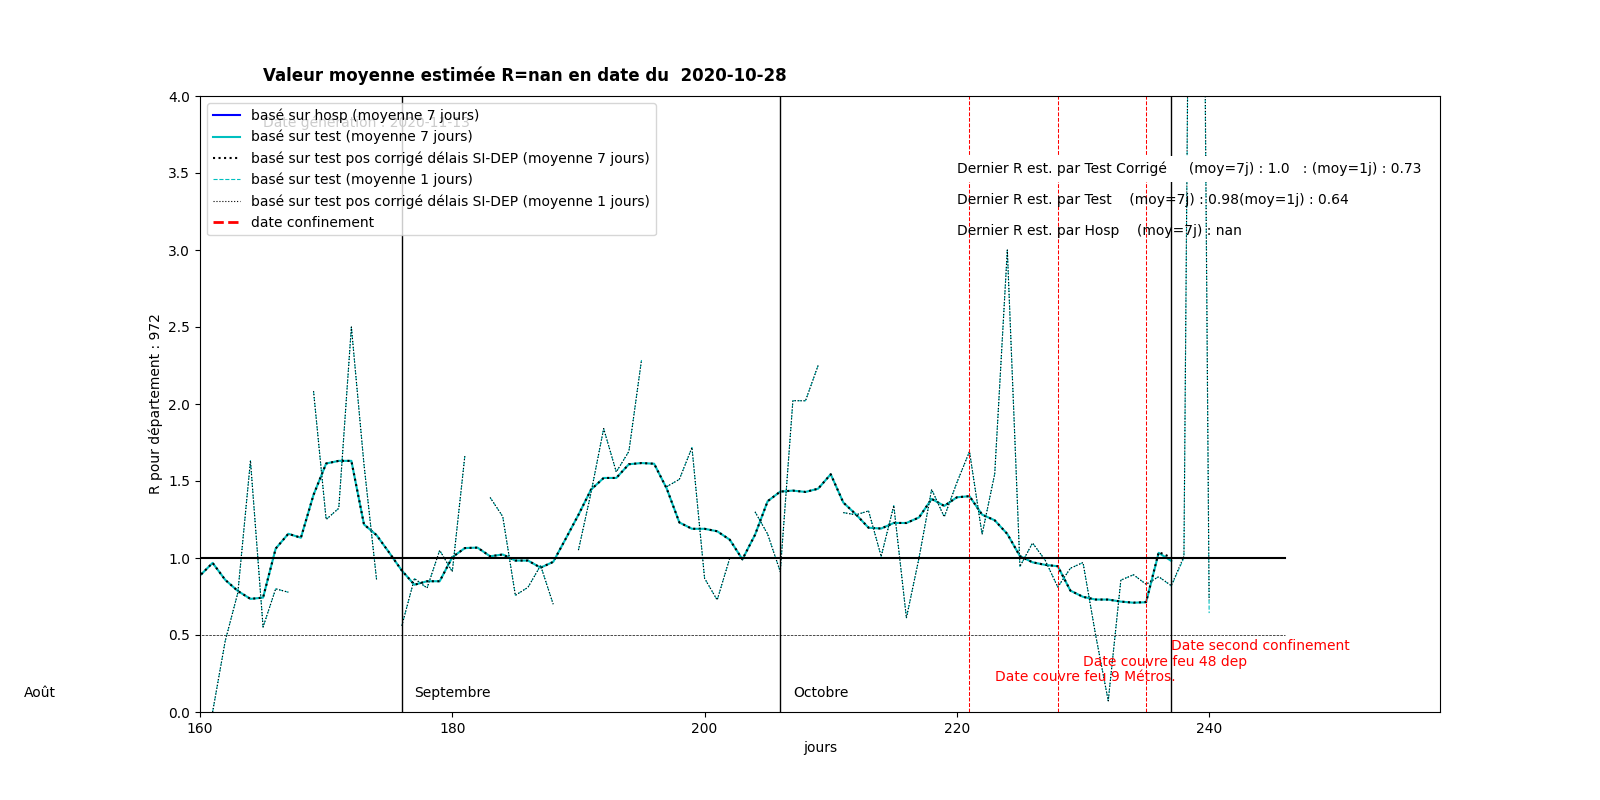 Valeur moyenne estimée R=nan en date du  2020-10-28
4.0
3.5
3.0
2.5
2.0
1.5
1.0
0.5
0.0
R pour département : 972
Date génération : 2020-11-13
basé sur hosp (moyenne 7 jours)
basé sur test (moyenne 7 jours)
basé sur test pos corrigé délais SI-DEP (moyenne 7 jours)
basé sur test (moyenne 1 jours)
basé sur test pos corrigé délais SI-DEP (moyenne 1 jours)
date confinement
Dernier R est. par Test Corrigé     (moy=7j) : 1.0   : (moy=1j) : 0.73
Dernier R est. par Test    (moy=7j) : 0.98(moy=1j) : 0.64
Dernier R est. par Hosp    (moy=7j) : nan
Date second confinement
Date couvre feu 48 dep
Date couvre feu 9 Métros.
Août
Septembre
Octobre
160
180
200
220
240
jours